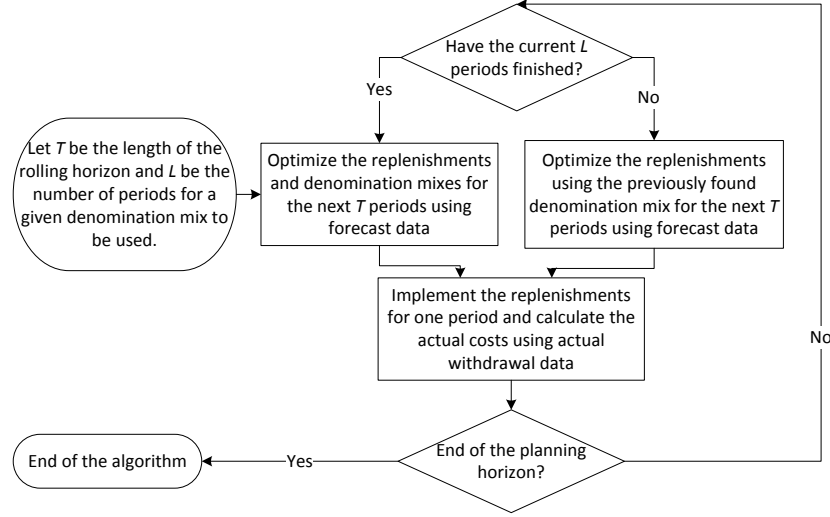 Have the current L
periods finished?
Yes
No
Let T be the length of the
rolling horizon and L be the
number of periods for a
given denomination mix to
be used.
Optimize the replenishments
and denomination mixes for
the next T periods using
forecast data
Optimize the replenishments
using the previously found
denomination mix for the next T
periods using forecast data
Implement the replenishments
for one period and calculate the
actual costs using actual
withdrawal data
No
End of the planning
horizon?
Yes
End of the algorithm